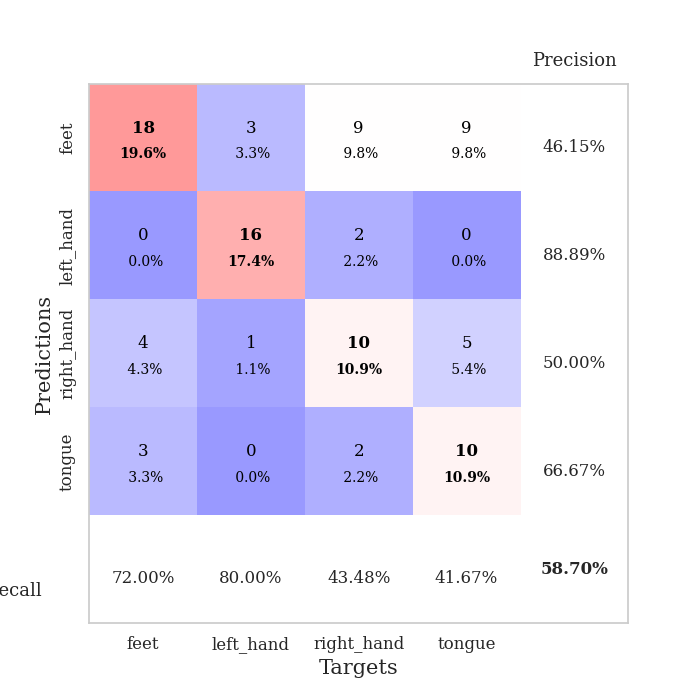 Precision
feet
18 3 9 9
19.6% 3.3% 9.8% 9.8%
46.15%
left_hand
0 16 2 0
0.0% 17.4% 2.2% 0.0%
88.89%
Predictions
right_hand
4 1 10 5
4.3% 1.1% 10.9% 5.4%
50.00%
tongue
3 0 2 10
3.3% 0.0% 2.2% 10.9%
66.67%
ecall
72.00% 80.00% 43.48% 41.67% 58.70%
feet left_hand right_hand tongue
Targets